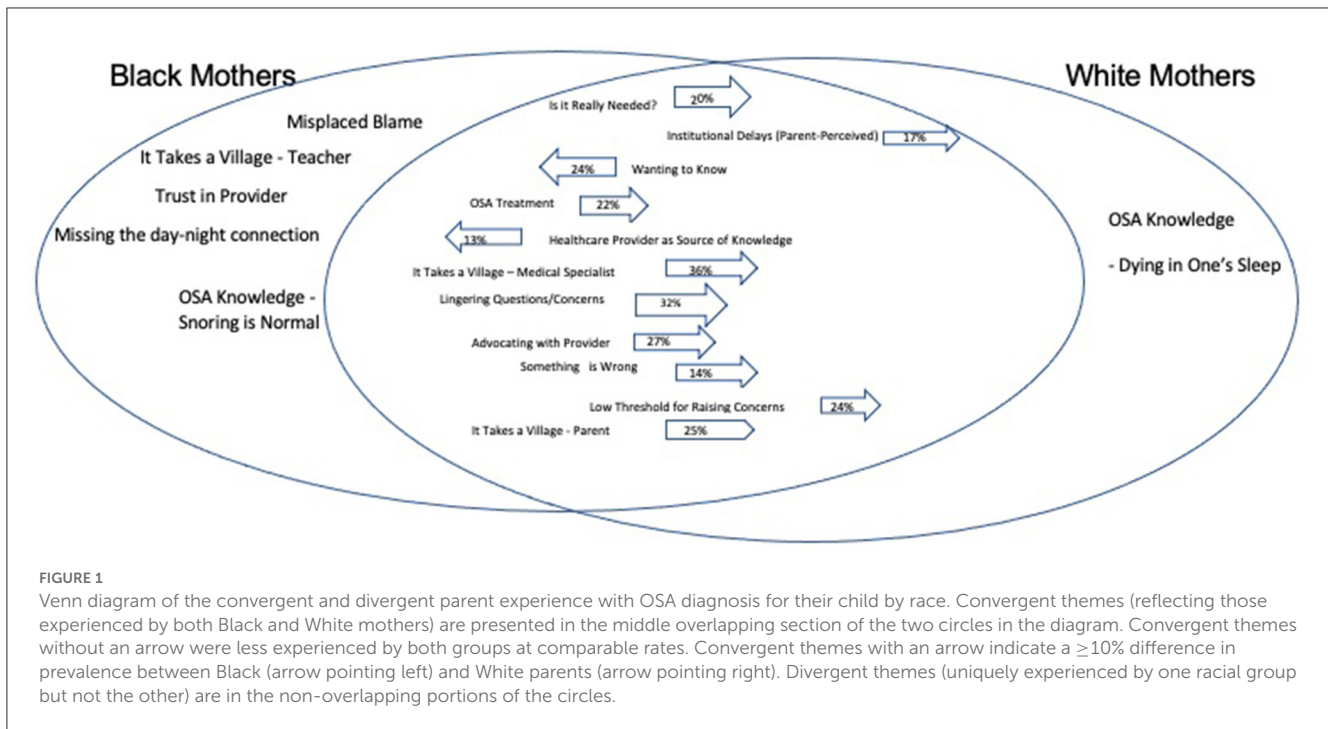 Black Mothers
White Mothers
Misplaced Blame
It Takes a Village - Teacher
Trust in Provider
Missing the day-night connection
OSA Knowledge -
Snoring is Normal
Is it Really Needed?
20%
Institutional Delays (Parent-Perceived)
17%
24%
Wanting to Know
OSA Treatment
22%
13%
Healthcare Provider as Source of Knowledge
It Takes a Village – Medical Specialist
36%
Lingering Questions/Concerns
32%
Advocating with Provider
27%
Something is Wrong
14%
Low Threshold for Raising Concerns
24%
It Takes a Village - Parent
25%
OSA Knowledge
- Dying in One's Sleep
FIGURE 1
Venn diagram of the convergent and divergent parent experience with OSA diagnosis for their child by race. Convergent themes (reflecting those
experienced by both Black and White mothers) are presented in the middle overlapping section of the two circles in the diagram. Convergent themes
without an arrow were less experienced by both groups at comparable rates. Convergent themes with an arrow indicate a ≥10% difference in
prevalence between Black (arrow pointing left) and White parents (arrow pointing right). Divergent themes (uniquely experienced by one racial group
but not the other) are in the non-overlapping portions of the circles.